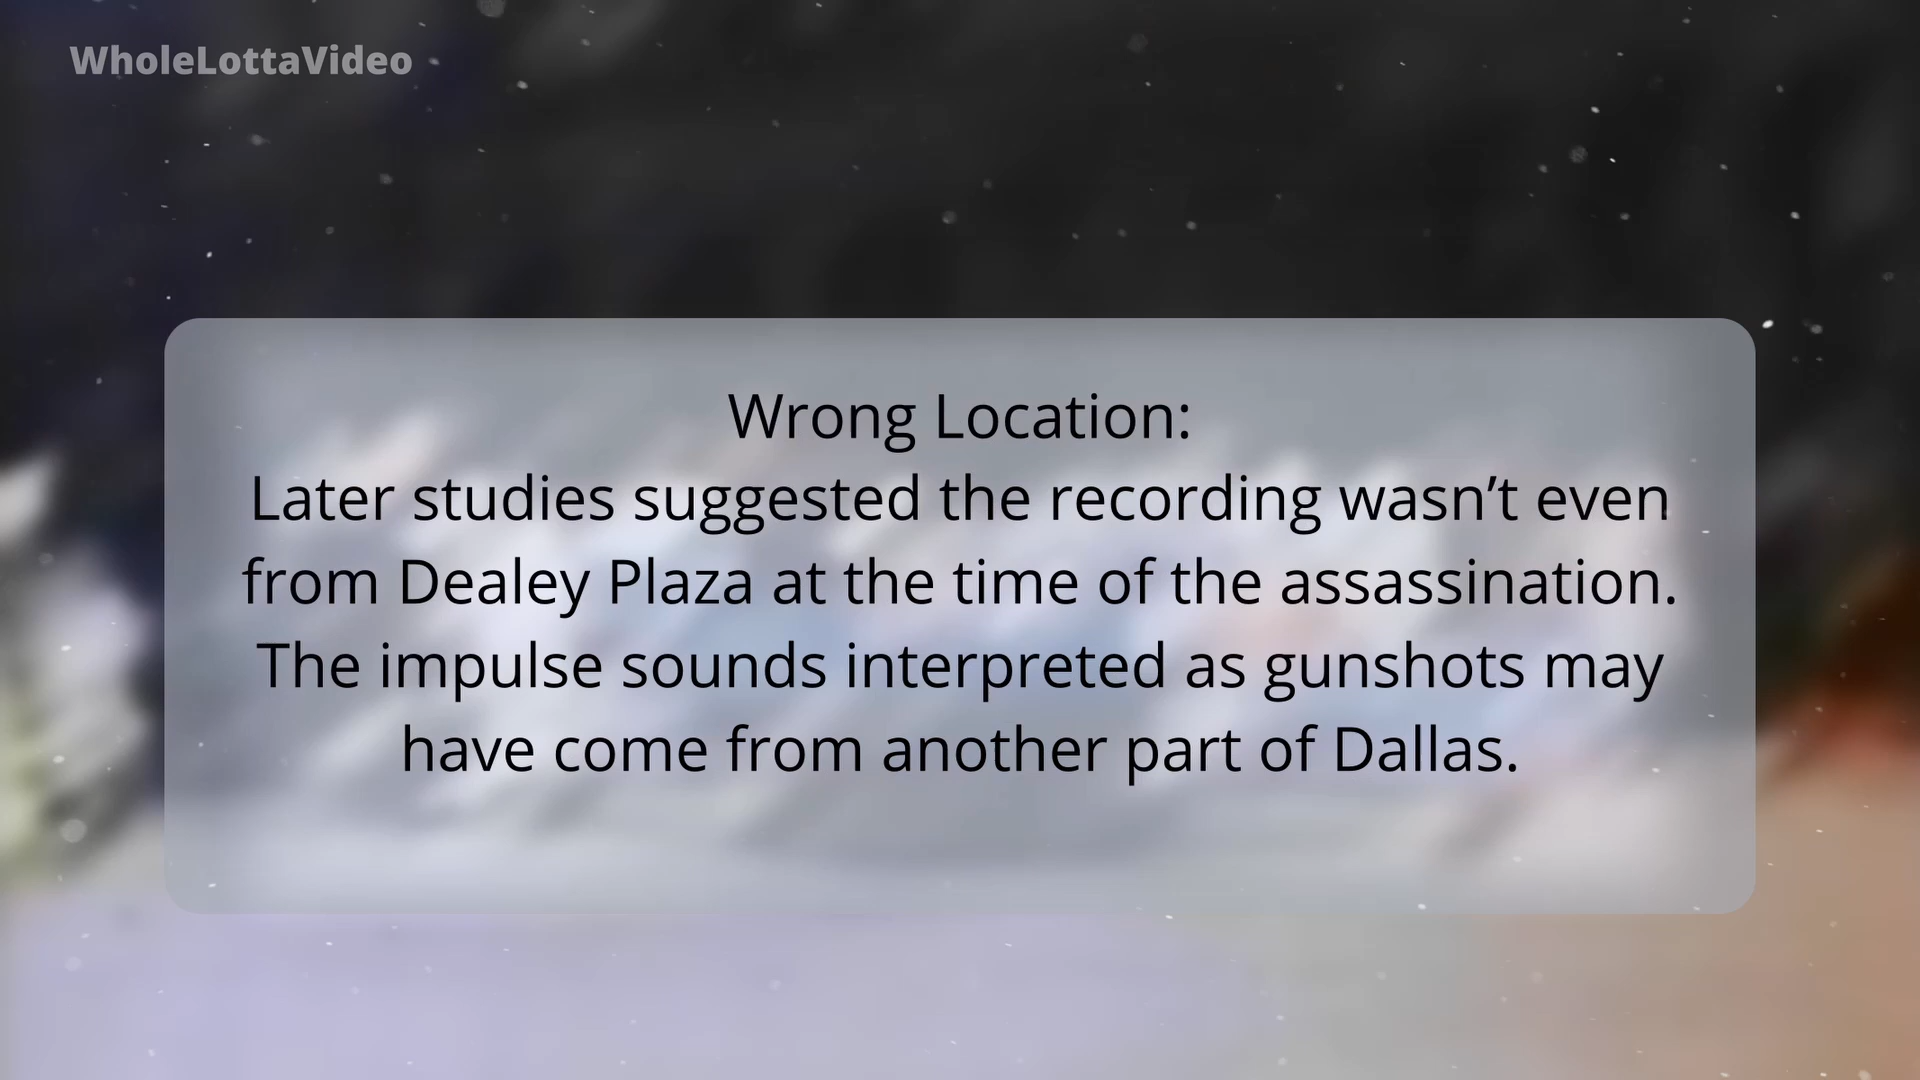 WholeLottaVideo
Wrong Location:
Later studies suggested the recording wasn’t even
from Dealey Plaza at the time of the assassination.
The impulse sounds interpreted as gunshots may
have come from another part of Dallas.